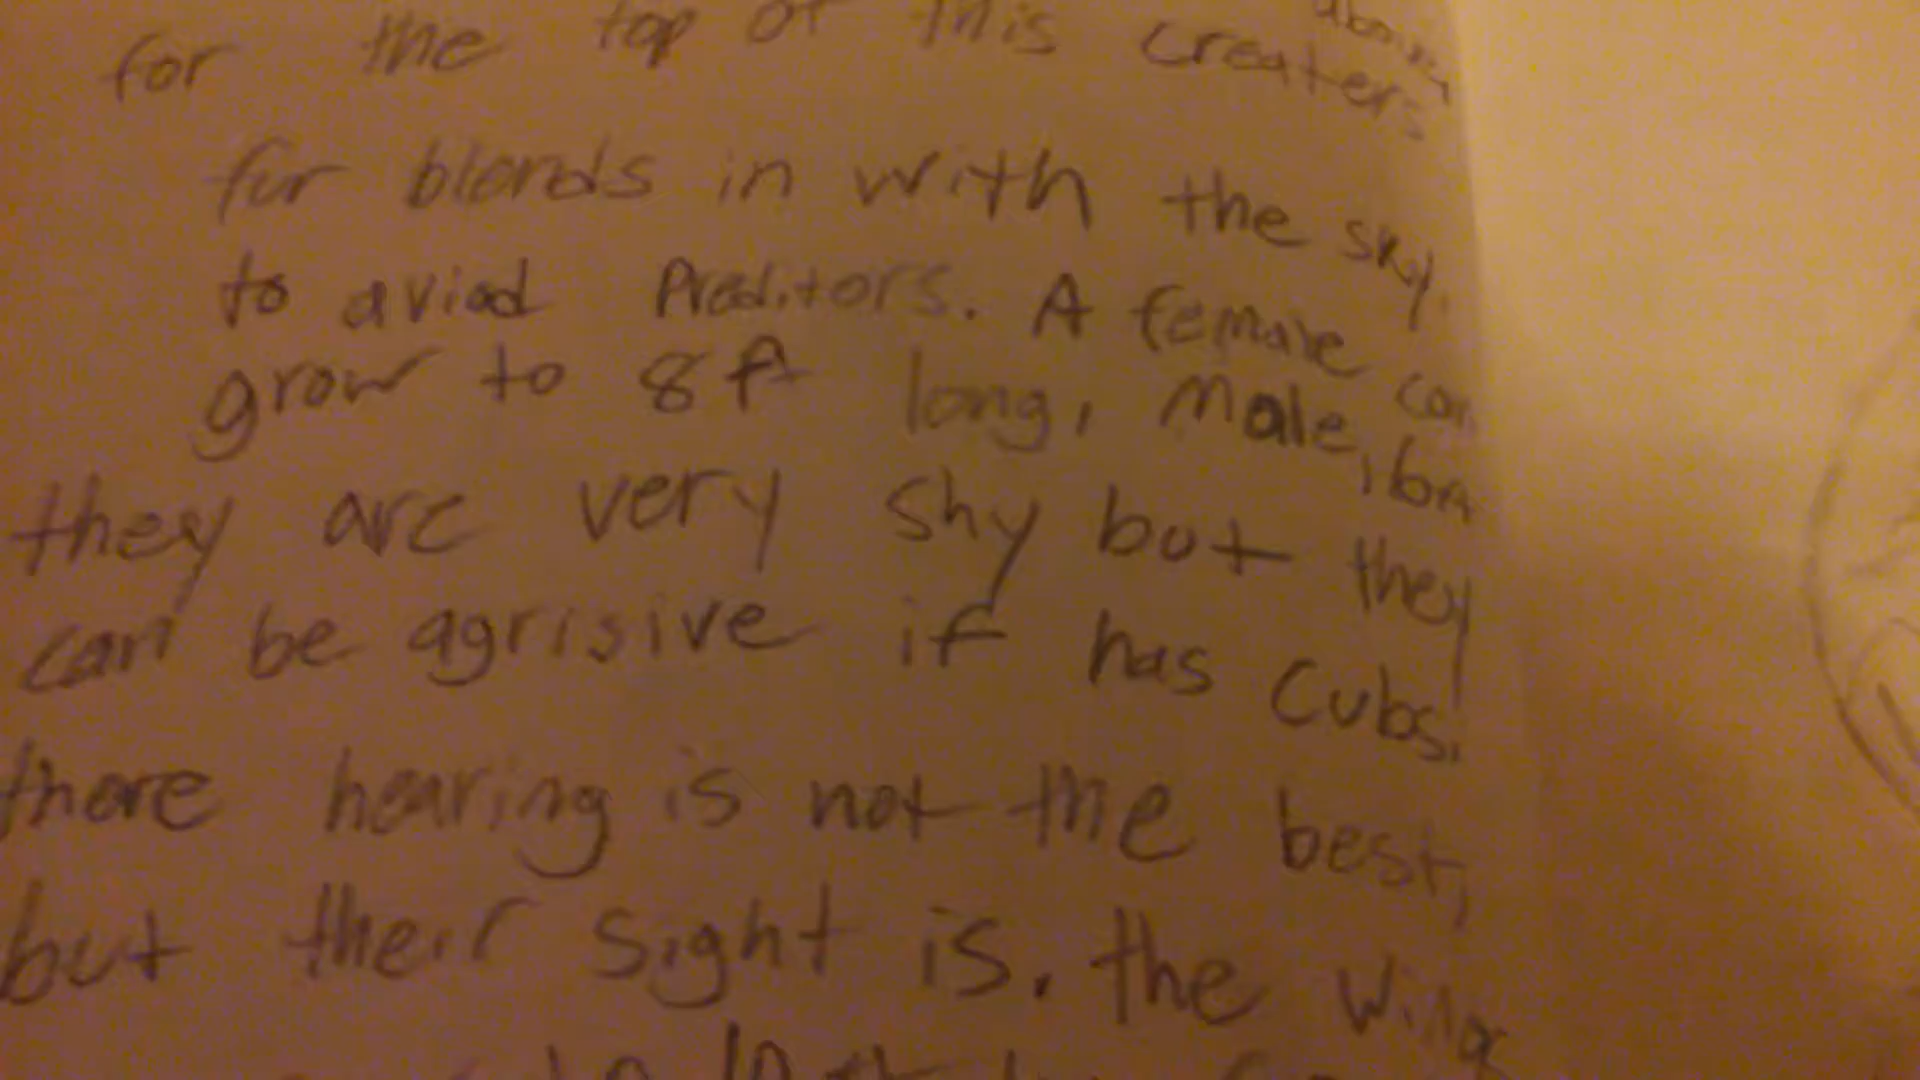 for the top of this creaters
fur blends in with the sky
to aviod Preditors. A female can
grow to 8ft long, male,
they are very shy but they
can be agrisive if has cubs.
there hearing is not the best,
but their sight is. the